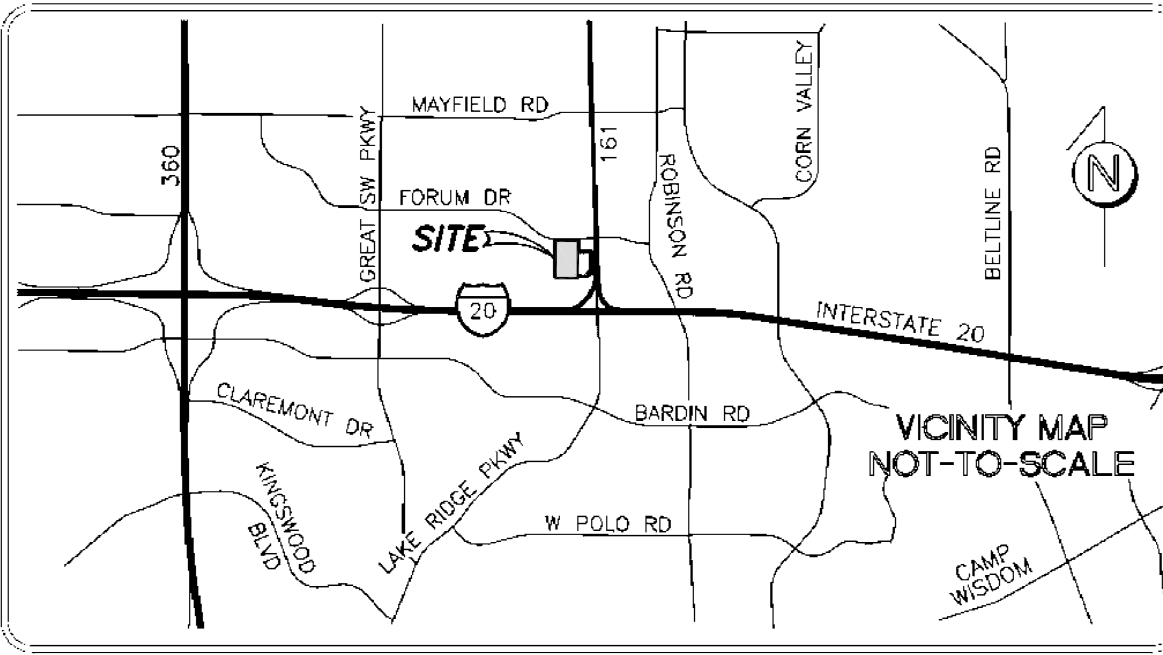 MAYFIELD RD
360
GREAT SW PKWY
161
CORN VALLEY
ROBINSON RD
BELTLINE RD
N
FORUM DR
SITE
20
INTERSTATE 20
CLAREMONT DR
BARDIN RD
VICINITY MAP
NOT-TO-SCALE
KINGSWOOD
BLVD
LAKE RIDGE PKWY
W POLO RD
CAMP
WISDOM